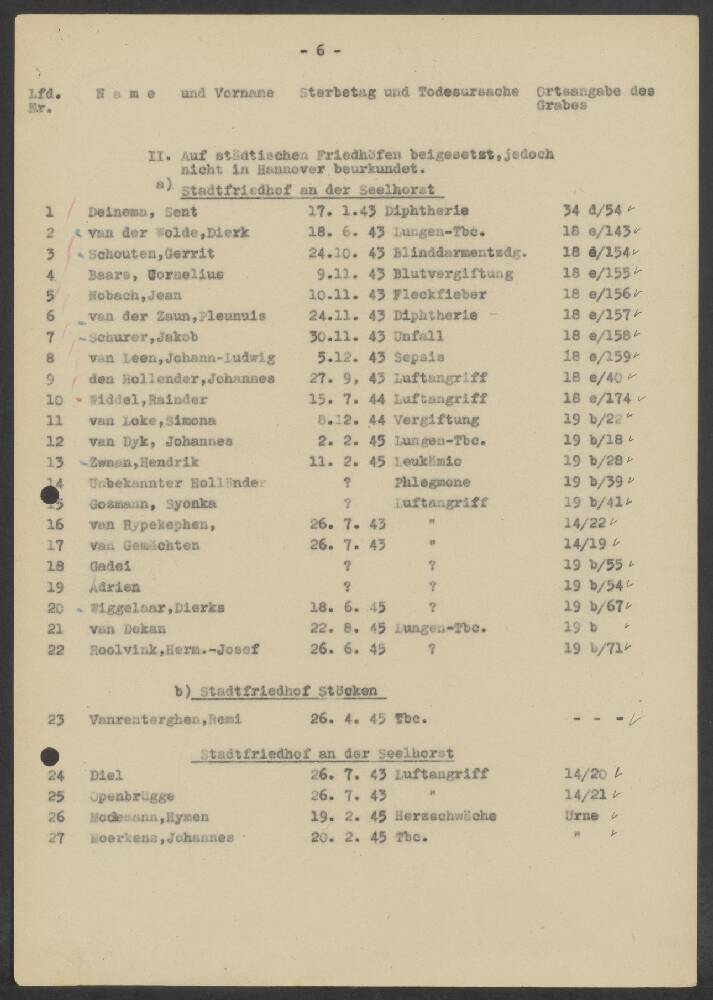 - 6 -
Lfd. Name und Vorname Sterbetag und Todesursache Ortsangabe des
Nr. Grabes
II. Auf städtischen Friedhöfen beigesetzt, jedoch
nicht in Hannover beurkundet.
a) Stadtfriedhof an der Seelhorst
1 Deinema, Sent 17. 1.43 Diphtherie 34 d/54
2 van der Wolde,Dierk 18. 6. 43 Lungen-Tbc. 18 e/143
3 Schouten,Gerrit 24.10. 43 Blinddarmentzdg. 18 e/154
4 Baars, Cornelius 9.11. 43 Blutvergiftung 18 e/155
5 Hobach,Jean 10.11. 43 Fleckfieber 18 e/156
6 van der Zaun,Pleunuis 24.11. 43 Diphtherie - 18 e/157
7 Schurer,Jakob 30.11. 43 Unfall 18 e/158
8 van Leen,Johann-Ludwig 5.12. 43 Sepsis 18 e/159
9 den Hollender,Johannes 27. 9. 43 Luftangriff 18 e/40
10 Widdel,Rainder 15. 7. 44 Luftangriff 18 e/174
11 van Loke,Simona 8.12. 44 Vergiftung 19 b/22
12 van Dyk, Johannes 2. 2. 45 Lungen-Tbc. 19 b/18
13 Zwaan,Hendrik 11. 2. 45 Leukämie 19 b/28
14 Unbekannter Holländer ? Phlegmone 19 b/39
15 Gosmann, Syonka ? Luftangriff 19 b/41
16 van Rypekephen, 26. 7. 43 " 14/22
17 van Gemächten 26. 7. 43 " 14/19
18 Gadei ? ? 19 b/55
19 Adrien ? ? 19 b/54
20 Wiggelaar,Dierks 18. 6. 45 ? 19 b/67
21 van Dekan 22. 8. 45 Lungen-Tbc. 19 b
22 Roolvink,Herm.-Josef 26. 6. 45 ? 19 b/71
b) Stadtfriedhof Stöcken
23 Vanrenterghen,Remi 26. 4. 45 Tbc. - - -
Stadtfriedhof an der Seelhorst
24 Diel 26. 7. 43 Luftangriff 14/20
25 Openbrügge 26. 7. 43 " 14/21
26 Modemann,Hymen 19. 2. 45 Herzschwäche Urne
27 Moerkens,Johannes 20. 2. 45 Tbc. "